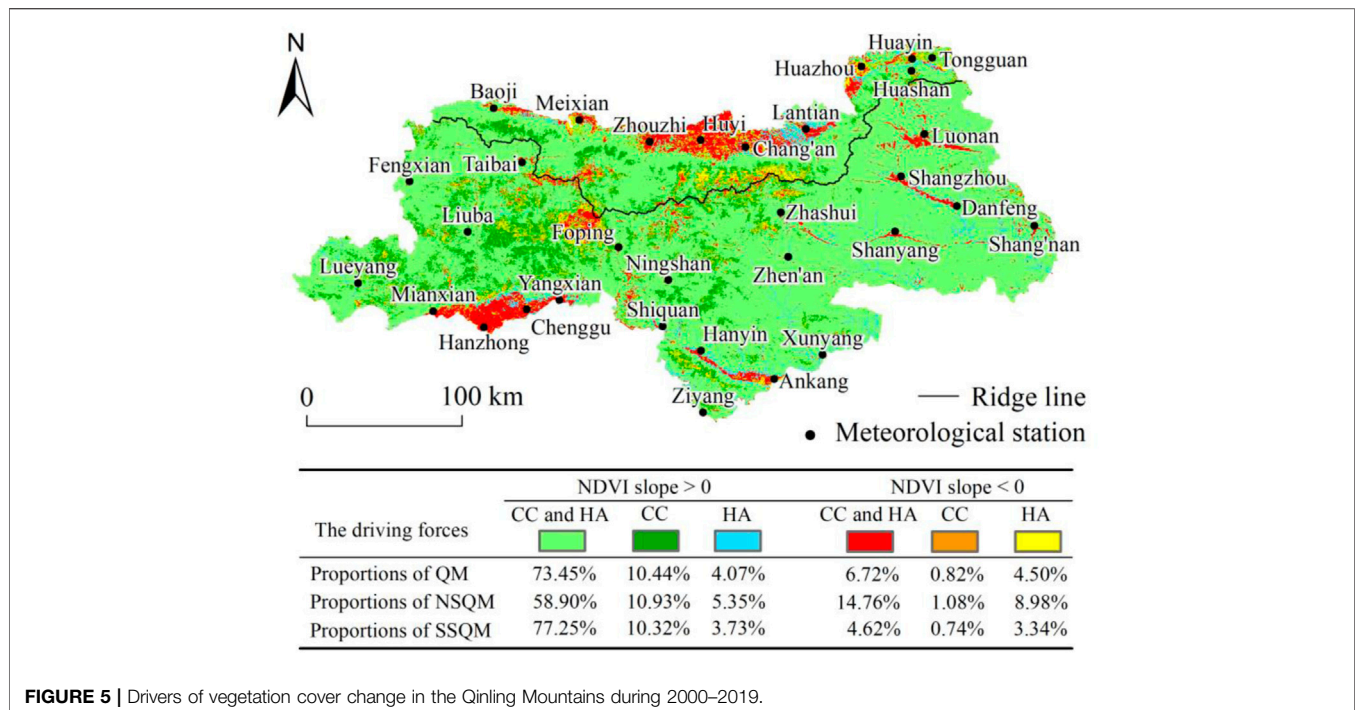 N
Huayin
Tongguan
Huazhou
Huashan
Baoji
Meixian
Lantian
Zhouzhi
Huyi
Chang'an
Luonan
Fengxian
Taibai
Shangzhou
Liuba
Zhashui
Danfeng
Foping
Shanyang
Shang'nan
Lueyang
Ningshan
Zhen'an
Mianxian
Yangxian
Shiquan
Chenggu
Hanzhong
Hanyin
Xunyang
Ankang
Ziyang
0 100 km
Ridge line
Meteorological station
NDVI slope > 0 NDVI slope < 0
The driving forces CC and HA CC HA CC and HA CC HA
Proportions of QM 73.45% 10.44% 4.07% 6.72% 0.82% 4.50%
Proportions of NSQM 58.90% 10.93% 5.35% 14.76% 1.08% 8.98%
Proportions of SSQM 77.25% 10.32% 3.73% 4.62% 0.74% 3.34%
FIGURE 5 | Drivers of vegetation cover change in the Qinling Mountains during 2000–2019.